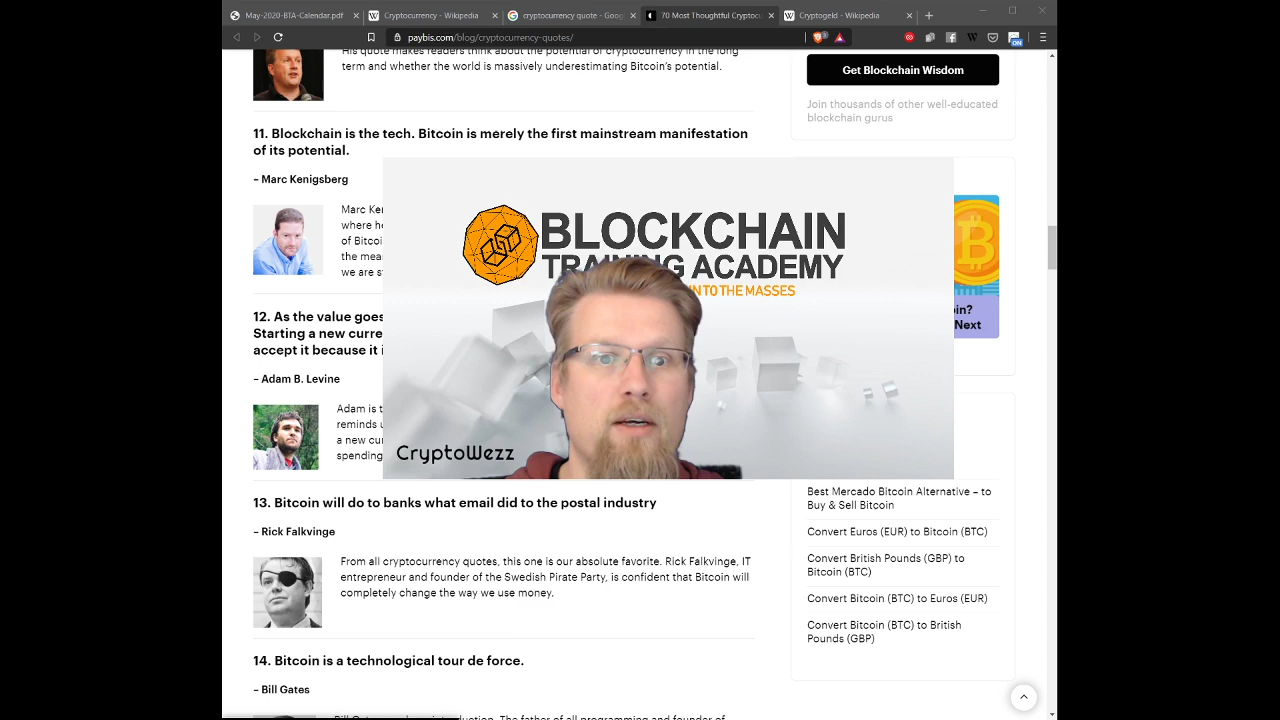 May-2020-BTA-Calendar.pdf
Cryptocurrency - Wikipedia
cryptocurrency quote - Goog
70 Most Thoughtful Cryptocu
Cryptogeld - Wikipedia
paybis.com/blog/cryptocurrency-quotes/
ON
His quote makes readers think about the potential of cryptocurrency in the long
term and whether the world is massively underestimating Bitcoin's potential.
11. Blockchain is the tech. Bitcoin is merely the first mainstream manifestation
of its potential.
– Marc Kenigsberg
Marc Ken
where he
of Bitcoi
the mear
we are s
12. As the value goes
Starting a new curre
accept it because it i
– Adam B. Levine
Adam is t
reminds u
a new cur
spending
BLOCKCHAIN
TRAINING ACADEMY
INTO THE MASSES
CryptoWezz
13. Bitcoin will do to banks what email did to the postal industry
– Rick Falkvinge
From all cryptocurrency quotes, this one is our absolute favorite. Rick Falkvinge, IT
entrepreneur and founder of the Swedish Pirate Party, is confident that Bitcoin will
completely change the way we use money.
14. Bitcoin is a technological tour de force.
– Bill Gates
Get Blockchain Wisdom
Join thousands of other well-educated
blockchain gurus
oin?
Next
Best Mercado Bitcoin Alternative – to
Buy & Sell Bitcoin
Convert Euros (EUR) to Bitcoin (BTC)
Convert British Pounds (GBP) to
Bitcoin (BTC)
Convert Bitcoin (BTC) to Euros (EUR)
Convert Bitcoin (BTC) to British
Pounds (GBP)